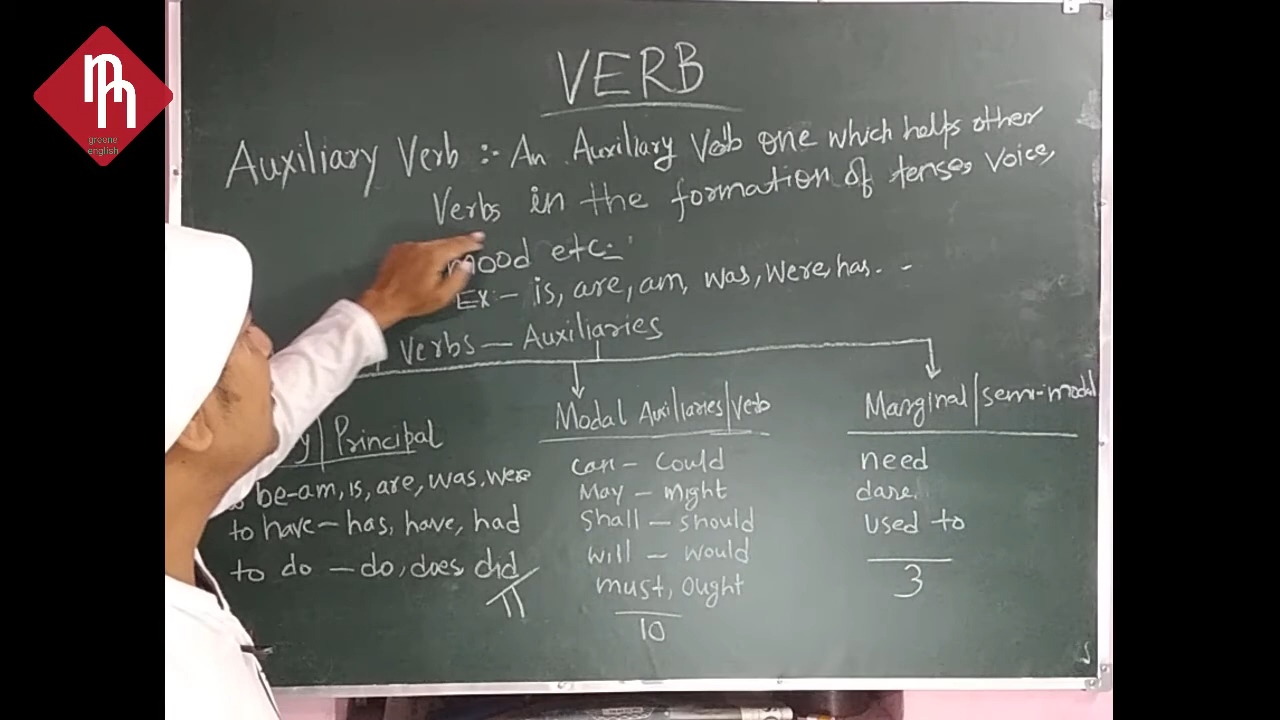 greene
english
VERB
Auxiliary Verb :- An Auxiliary Verb one which helps other
Verbs in the formation of tense, voice,
mood etc.
Ex - is, are, am, was, were, has. - -
Verbs - Auxiliaries
Principal
Modal Auxiliaries/Verb
Marginal/semi-modal
be-am, is, are, was, were
to have - has, have, had
to do - do, does did
11
can - could
May - might
shall - should
will - would
must, ought
10
need
dare
used to
3